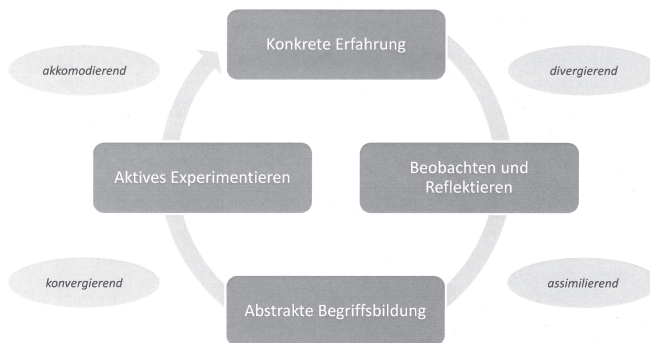 Konkrete Erfahrung
akkomodierend
divergierend
Aktives Experimentieren
Beobachten und
Reflektieren
konvergierend
assimilierend
Abstrakte Begriffsbildung